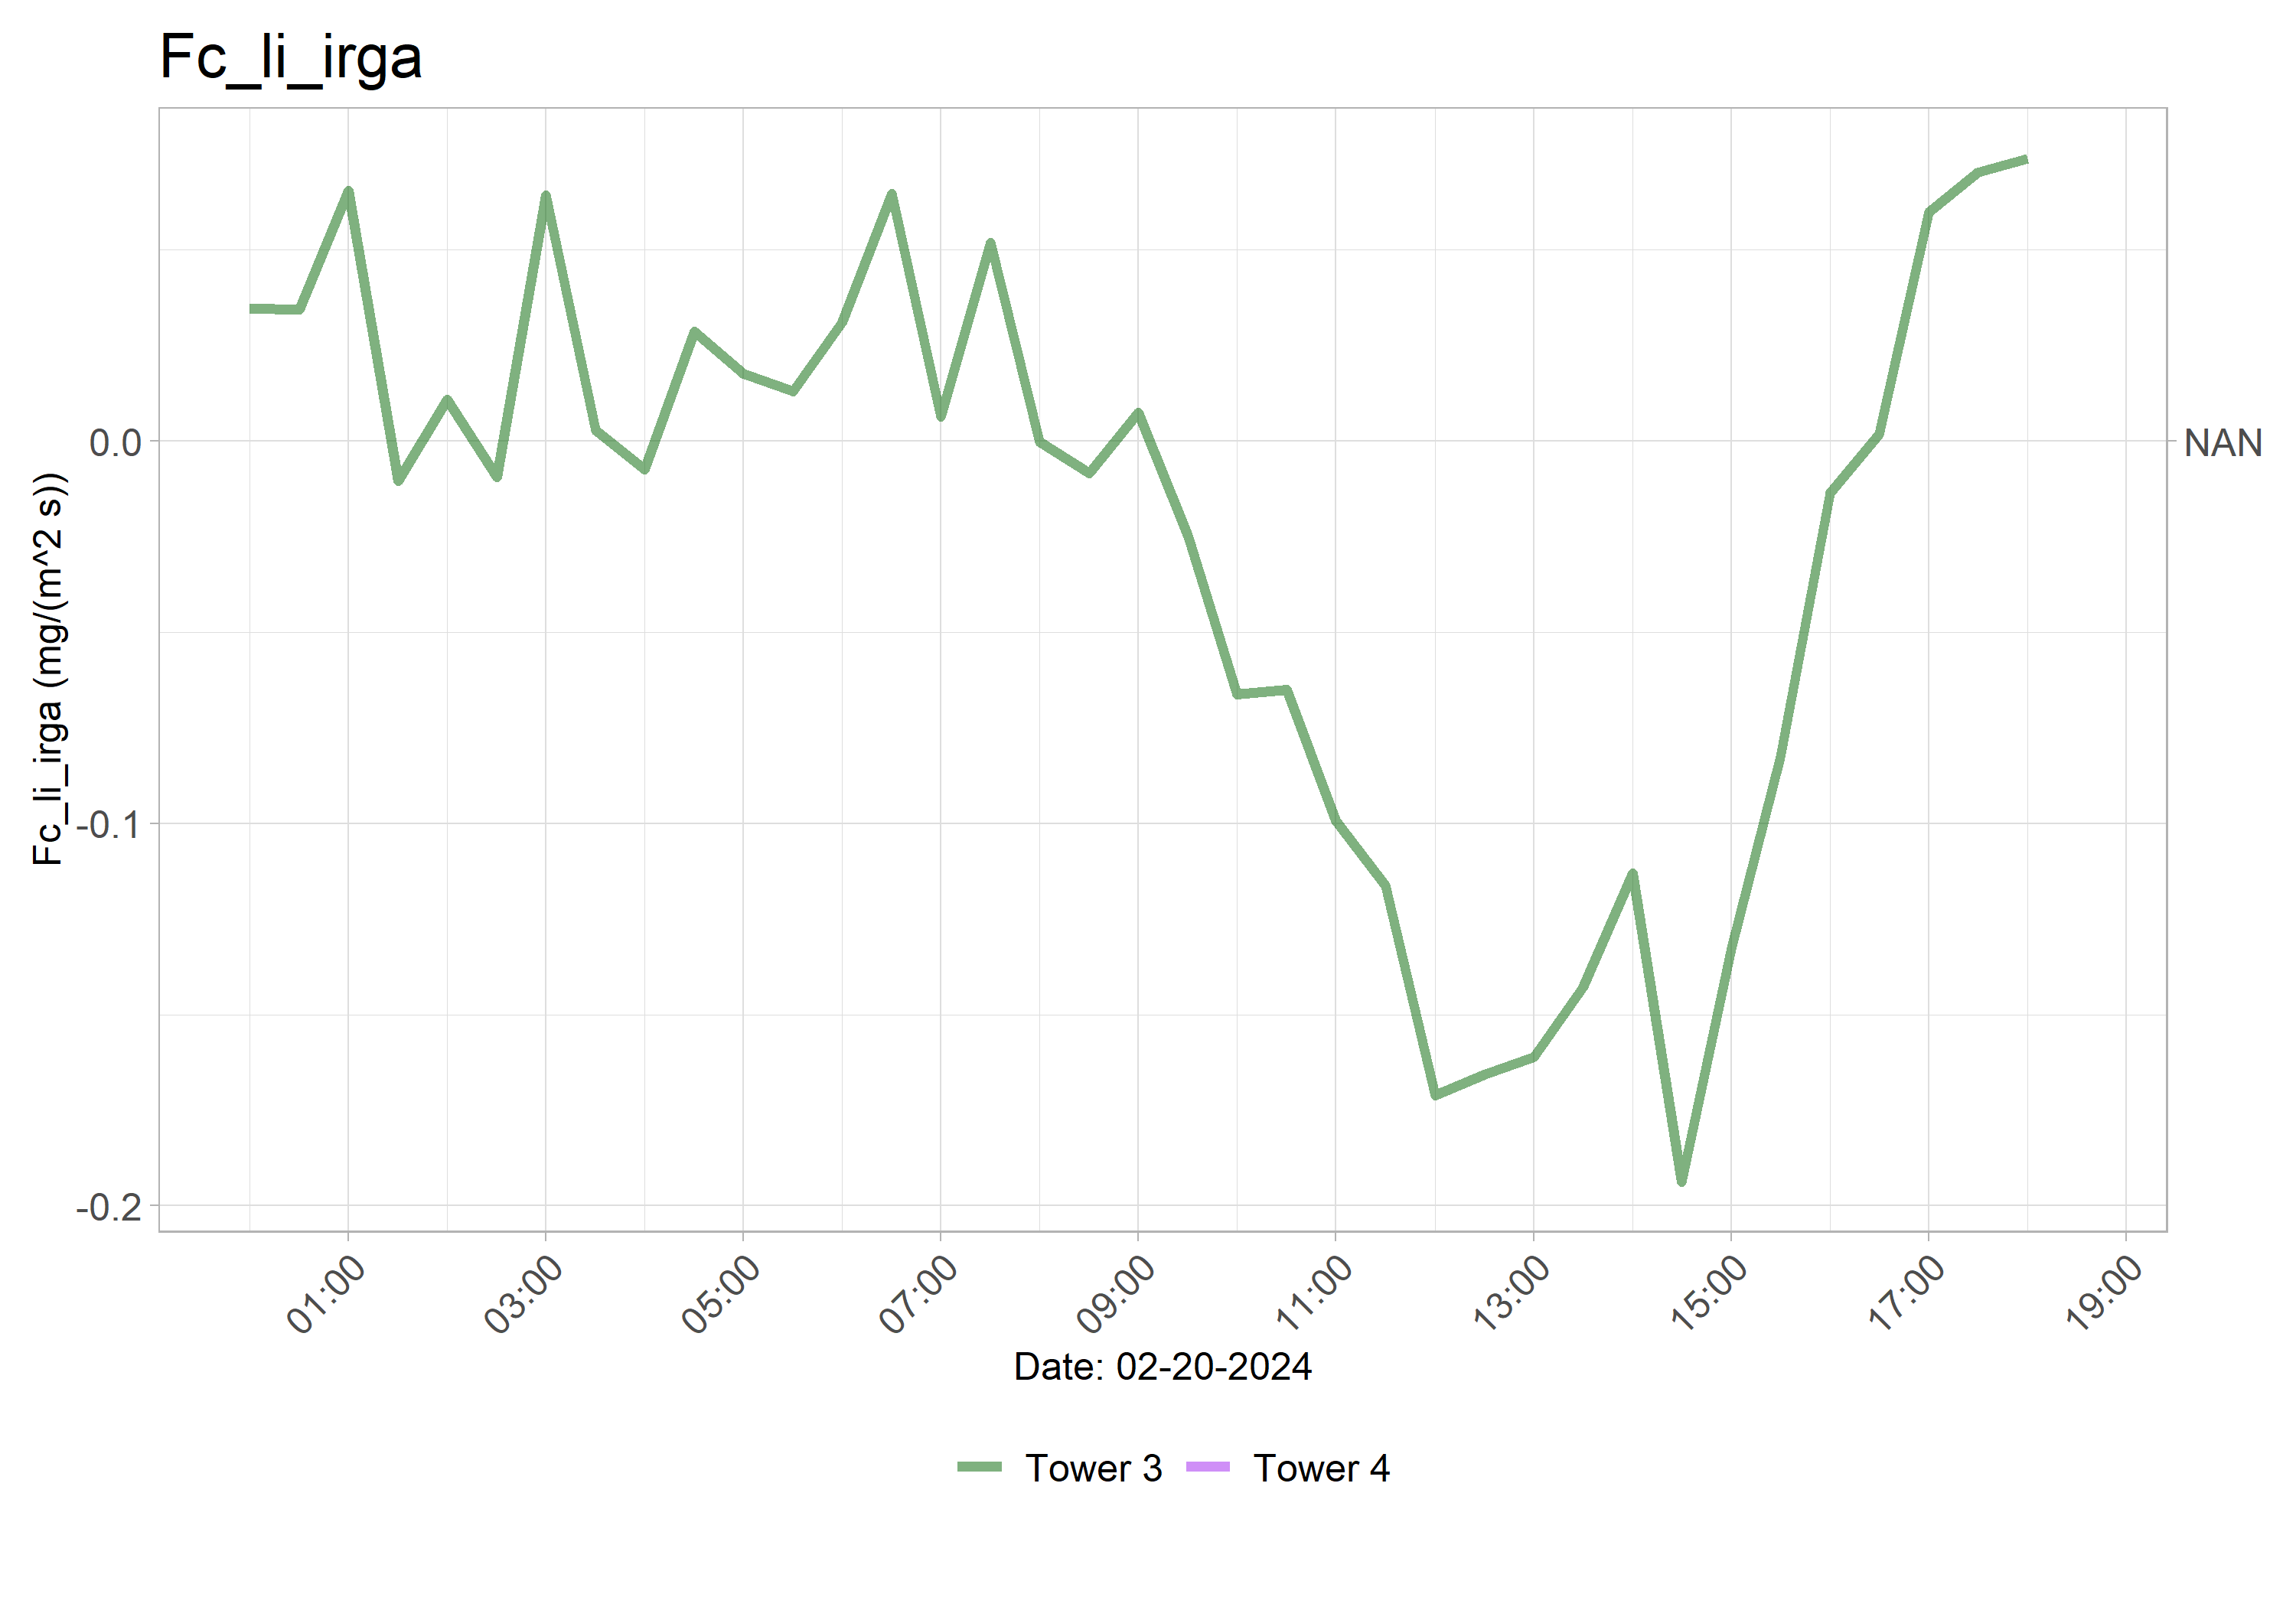 Fc_li_irga
Fc_li_irga (mg/(m^2 s))
0.0
-0.1
-0.2
NAN
01:00
03:00
05:00
07:00
09:00
11:00
13:00
15:00
17:00
19:00
Date: 02-20-2024
Tower 3
Tower 4